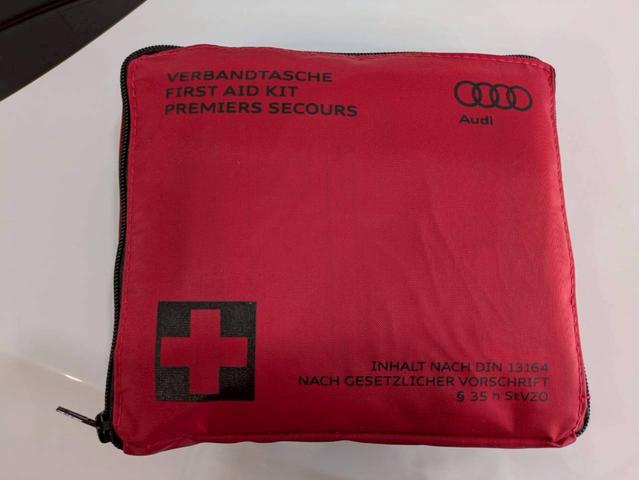 VERBANDTASCHE
FIRST AID KIT
PREMIERS SECOURS
Audi
INHALT NACH DIN 13164
NACH GESETZLICHER VORSCHRIFT
§ 35 h StVZO